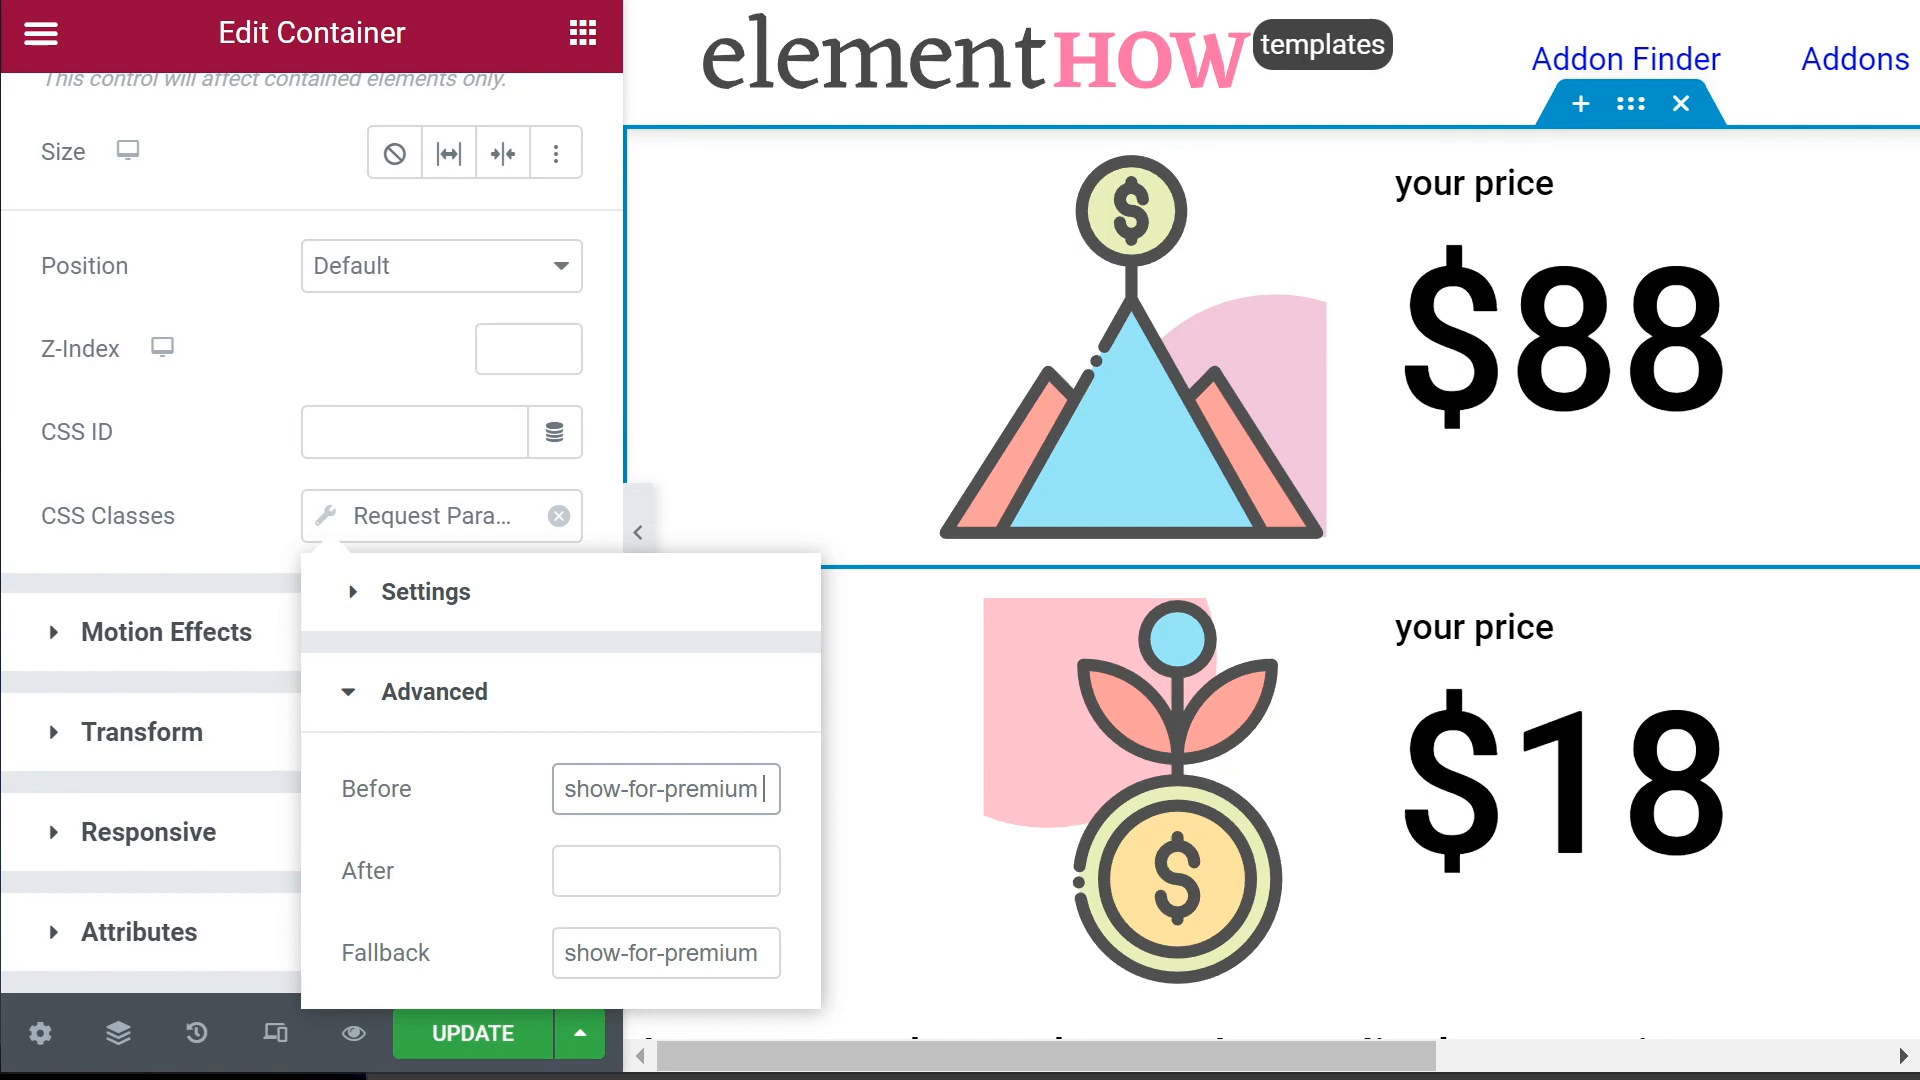 Edit Container
This control will affect contained elements only.
Size
Position
Default
Z-Index
CSS ID
CSS Classes
Request Para...
Settings
Motion Effects
Advanced
Transform
Before
show-for-premium
Responsive
After
Attributes
Fallback
show-for-premium
UPDATE
elementHOW templates
Addon Finder
Addons
your price
$88
your price
$18